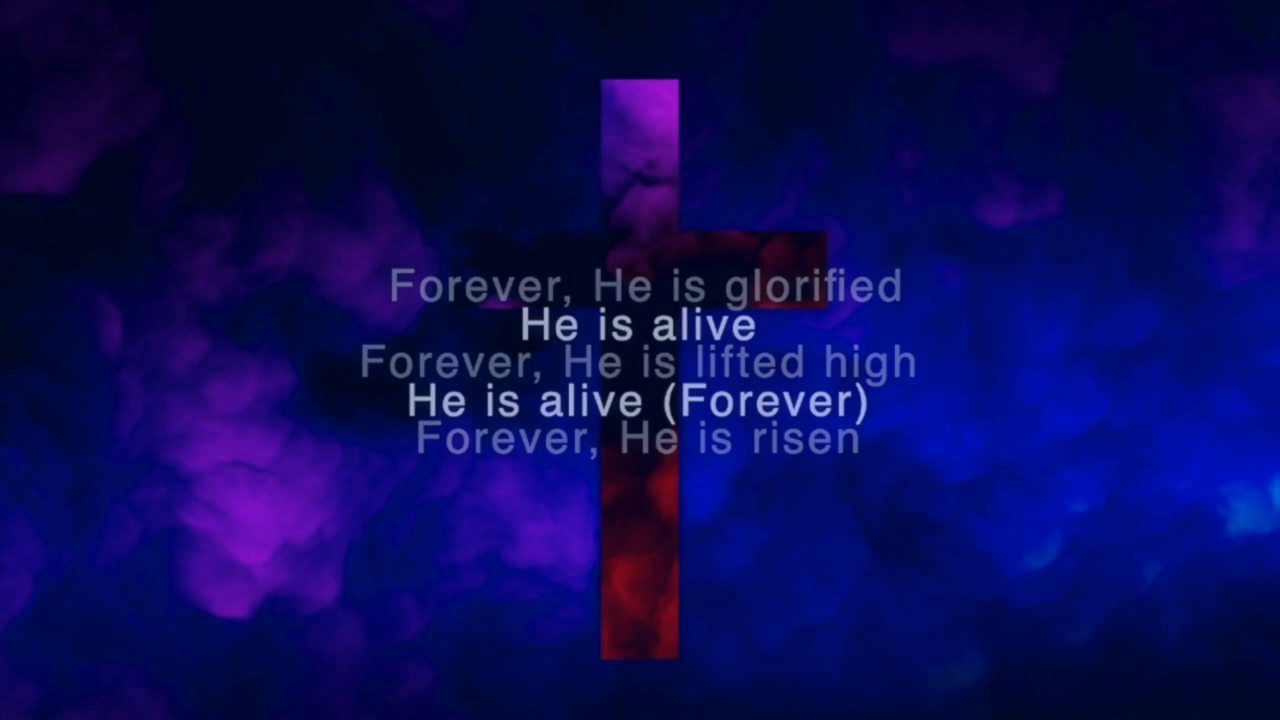 Forever, He is glorified
He is alive
Forever, He is lifted high
He is alive (Forever)
Forever, He is risen